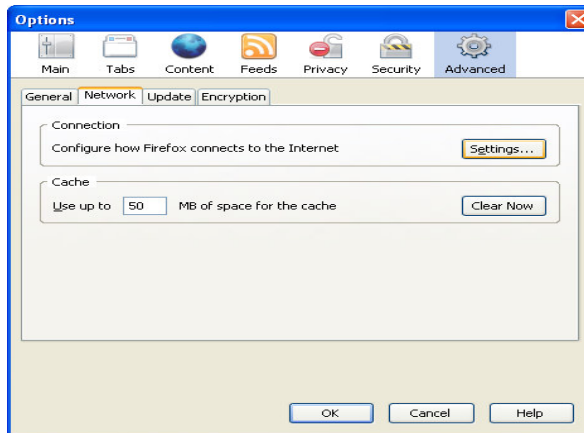 Options
Main Tabs Content Feeds Privacy Security Advanced
General Network Update Encryption
Connection
Configure how Firefox connects to the Internet Settings...
Cache
Use up to 50 MB of space for the cache Clear Now
OK Cancel Help